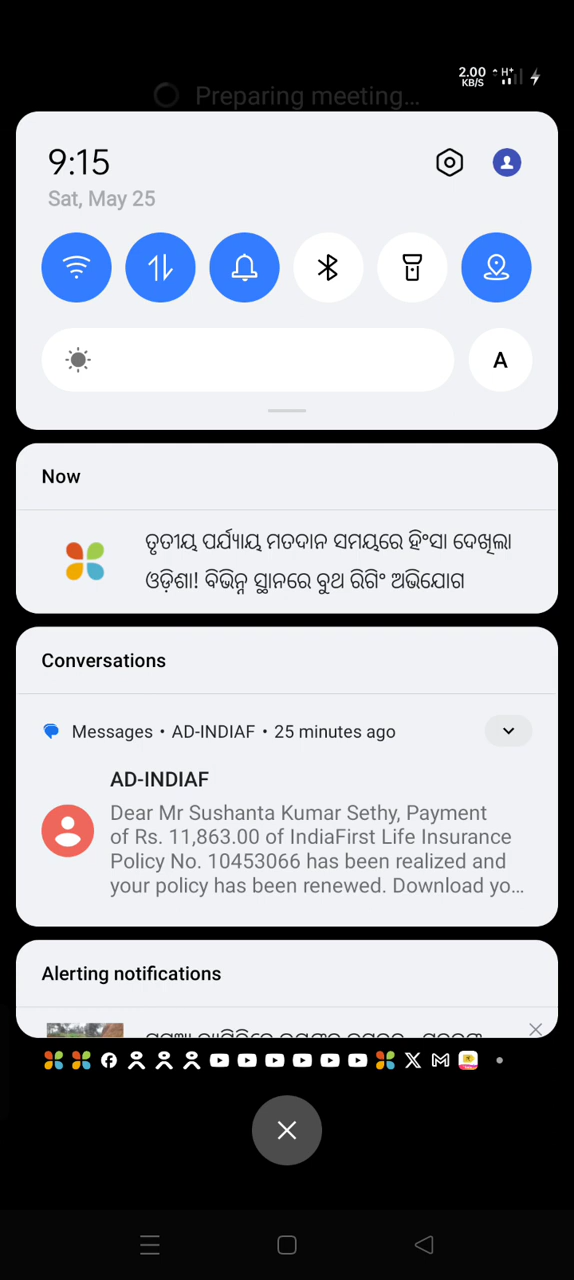 2.00
KB/S
H+
Preparing meeting...
9:15
Sat, May 25
A
Now
ତୃତୀୟ ପର୍ଯ୍ୟାୟ ମତଦାନ ସମୟରେ ହିଂସା ଦେଖିଲା
ଓଡ଼ିଶା! ବିଭିନ୍ନ ସ୍ଥାନରେ ବୁଥ ରିଗିଂ ଅଭିଯୋଗ
Conversations
Messages • AD-INDIAF • 25 minutes ago
AD-INDIAF
Dear Mr Sushanta Kumar Sethy, Payment
of Rs. 11,863.00 of IndiaFirst Life Insurance
Policy No. 10453066 has been realized and
your policy has been renewed. Download yo...
Alerting notifications